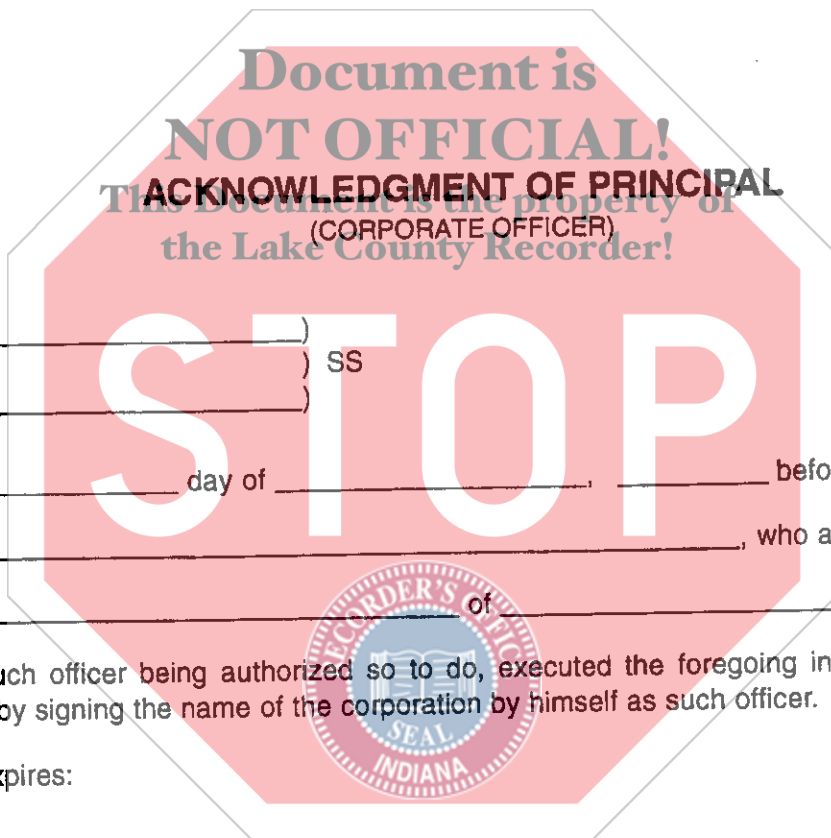 Document is
NOT OFFICIAL!
ACKNOWLEDGMENT OF PRINCIPAL
This Document is the property of
(CORPORATE OFFICER)
the Lake County Recorder!
)
) SS
)
STOP
day of , befo
, who a
of
uch officer being authorized so to do, executed the foregoing in
by signing the name of the corporation by himself as such officer.
xpires:
RECORDER'S OFFICE
SEAL
INDIANA